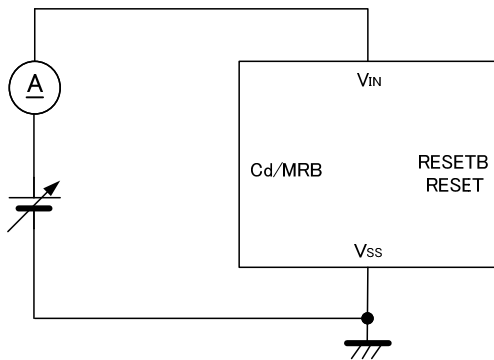 A
VIN
Cd/MRB
RESETB
RESET
VSS